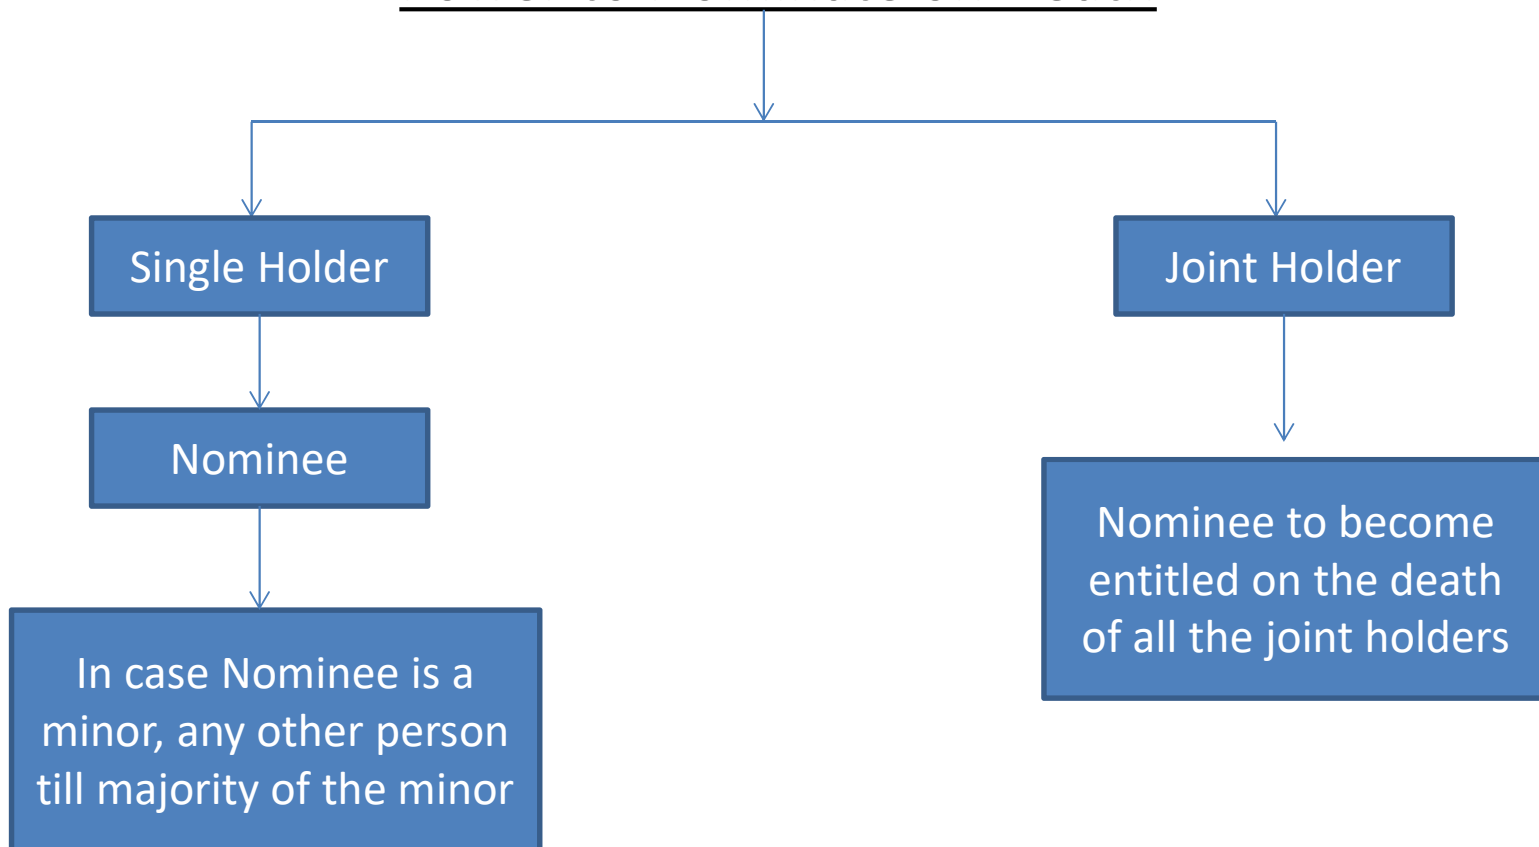 Single Holder
Joint Holder
Nominee
Nominee to become
entitled on the death
of all the joint holders
In case Nominee is a
minor, any other person
till majority of the minor